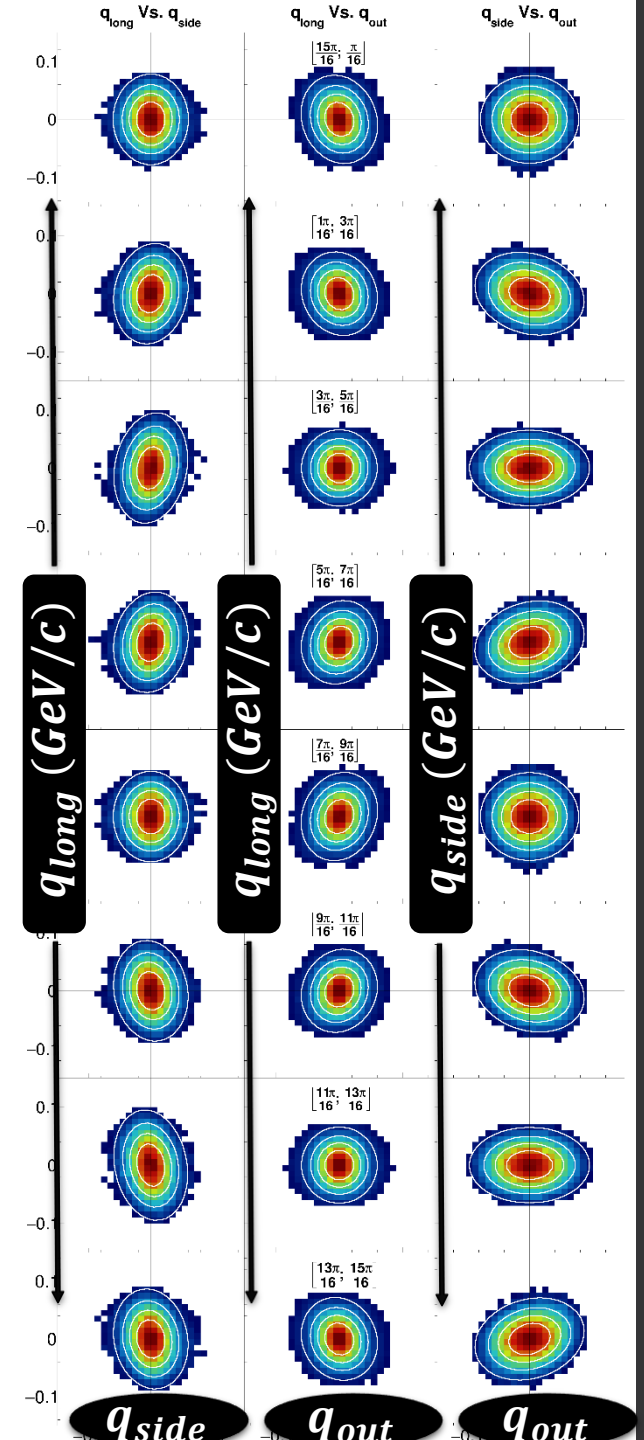 q_long Vs. q_side q_long Vs. q_out q_side Vs. q_out
[15π/16; π/16]
0.1
0
−0.1
[1π/16, 3π/16]
−0.
[3π/16, 5π/16]
0.
−0.
[5π/16, 7π/16]
q_long (GeV/c) q_long (GeV/c) q_side (GeV/c)
[7π/16, 9π/16]
[9π/16, 11π/16]
0
−0.
[11π/16, 13π/16]
0.
0
−0.1
[13π/16, 15π/16]
0.1
0
−0.1
q_side q_out q_out